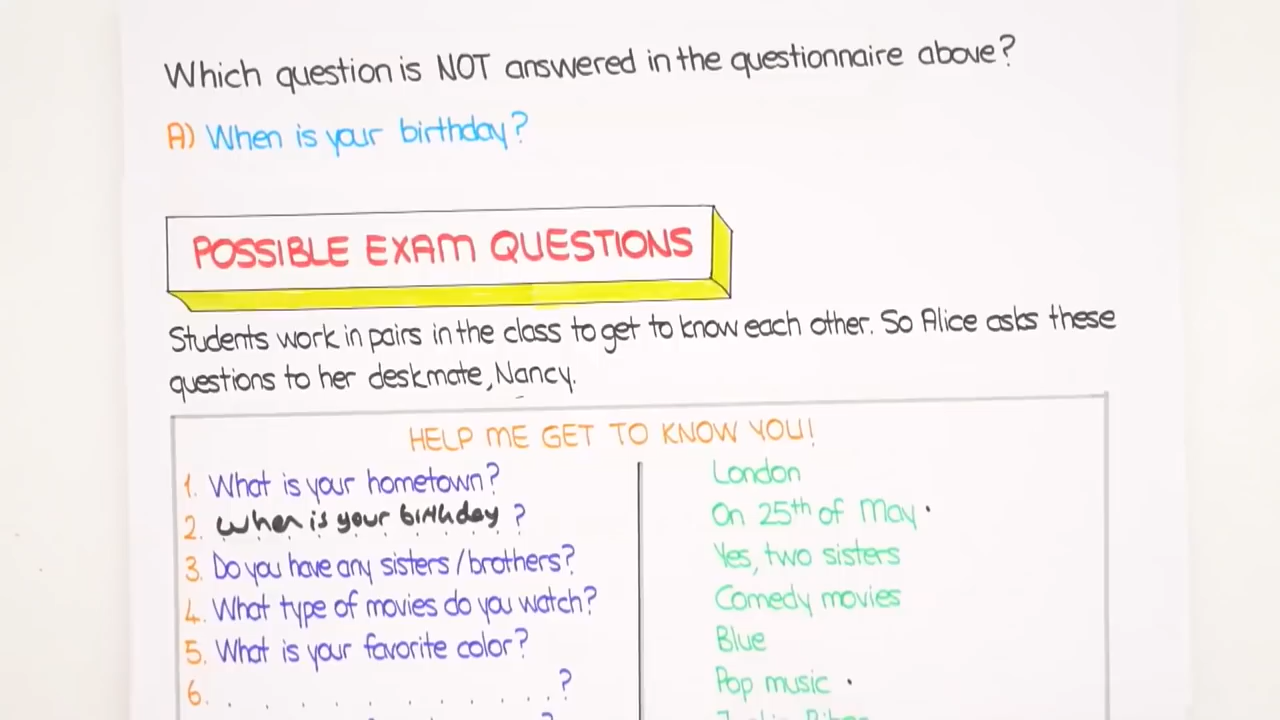 Which question is NOT answered in the questionnaire above?
A) When is your birthday?
POSSIBLE EXAM QUESTIONS
Students work in pairs in the class to get to know each other. So Alice asks these
questions to her deskmate, Nancy.
HELP ME GET TO KNOW YOU!
1. What is your hometown?
London
2. When is your birthday ?
On 25th of May
3. Do you have any sisters/brothers?
Yes, two sisters
4. What type of movies do you watch?
Comedy movies
5. What is your favorite color?
Blue
6. . . . . . . . . . . . . ?
Pop music